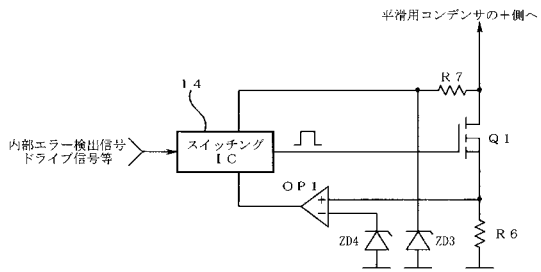 平滑用コンデンサの＋側へ
１４
Ｒ７
内部エラー検出信号
ドライブ信号等
スイッチング
ＩＣ
Ｑ１
ＯＰ１
＋
－
ZD4
ZD3
Ｒ６